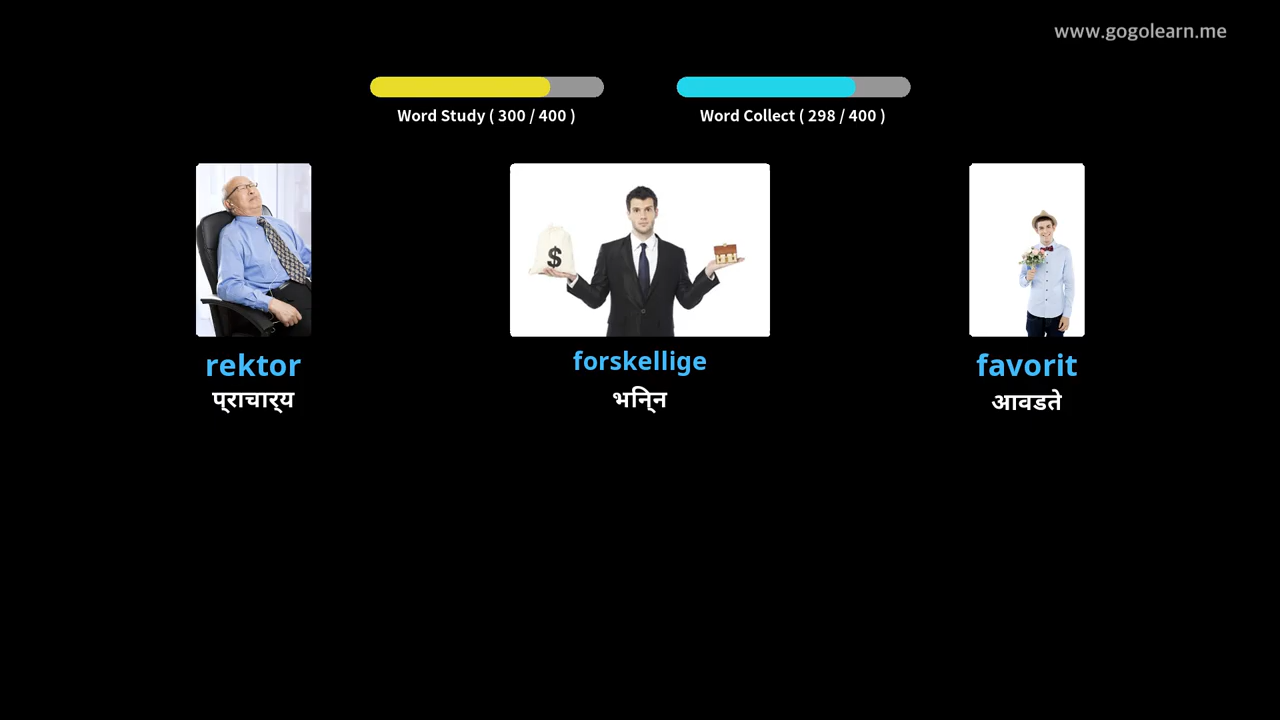 www.gogolearn.me
Word Study ( 300 / 400 )
Word Collect ( 298 / 400 )
$
rektor
forskellige
favorit
प्राचार्य
भिन्न
आवडते